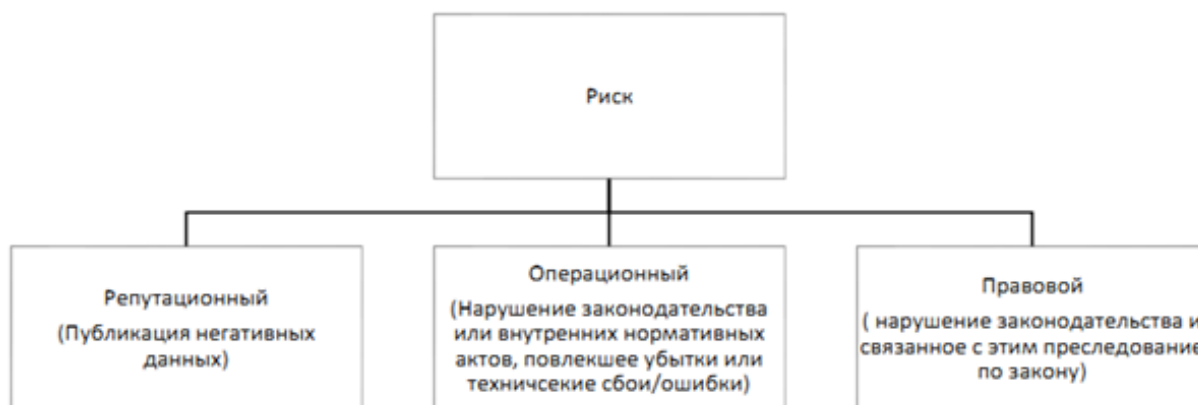 Риск
Репутационный
(Публикация негативных
данных)
Операционный
(Нарушение законодательства
или внутренних нормативных
актов, повлекшее убытки или
техничсекие сбои/ошибки)
Правовой
( нарушение законодательства и
связанное с этим преследование
по закону)